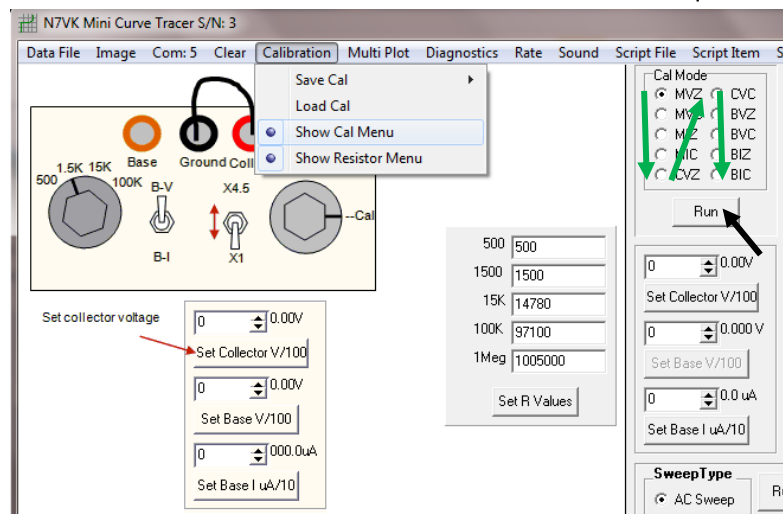 N7VK Mini Curve Tracer S/N: 3
Data File Image Com: 5 Clear Calibration Multi Plot Diagnostics Rate Sound Script File Script Item
Save Cal
Load Cal
Show Cal Menu
Show Resistor Menu
Base Ground Coll
500 1.5K 15K 100K
B-V
B-I
X4.5
X1
--Cal
Set collector voltage
0 0.00V
Set Collector V/100
0 0.00V
Set Base V/100
0 000.0uA
Set Base I uA/10
500 500
1500 1500
15K 14780
100K 97100
1Meg 1005000
Set R Values
Cal Mode
MVZ CVC
BVZ
BVC
BIZ
BIC
Run
0 0.00V
Set Collector V/100
0 0.000 V
Set Base V/100
0 0.0 uA
Set Base I uA/10
SweepType
AC Sweep